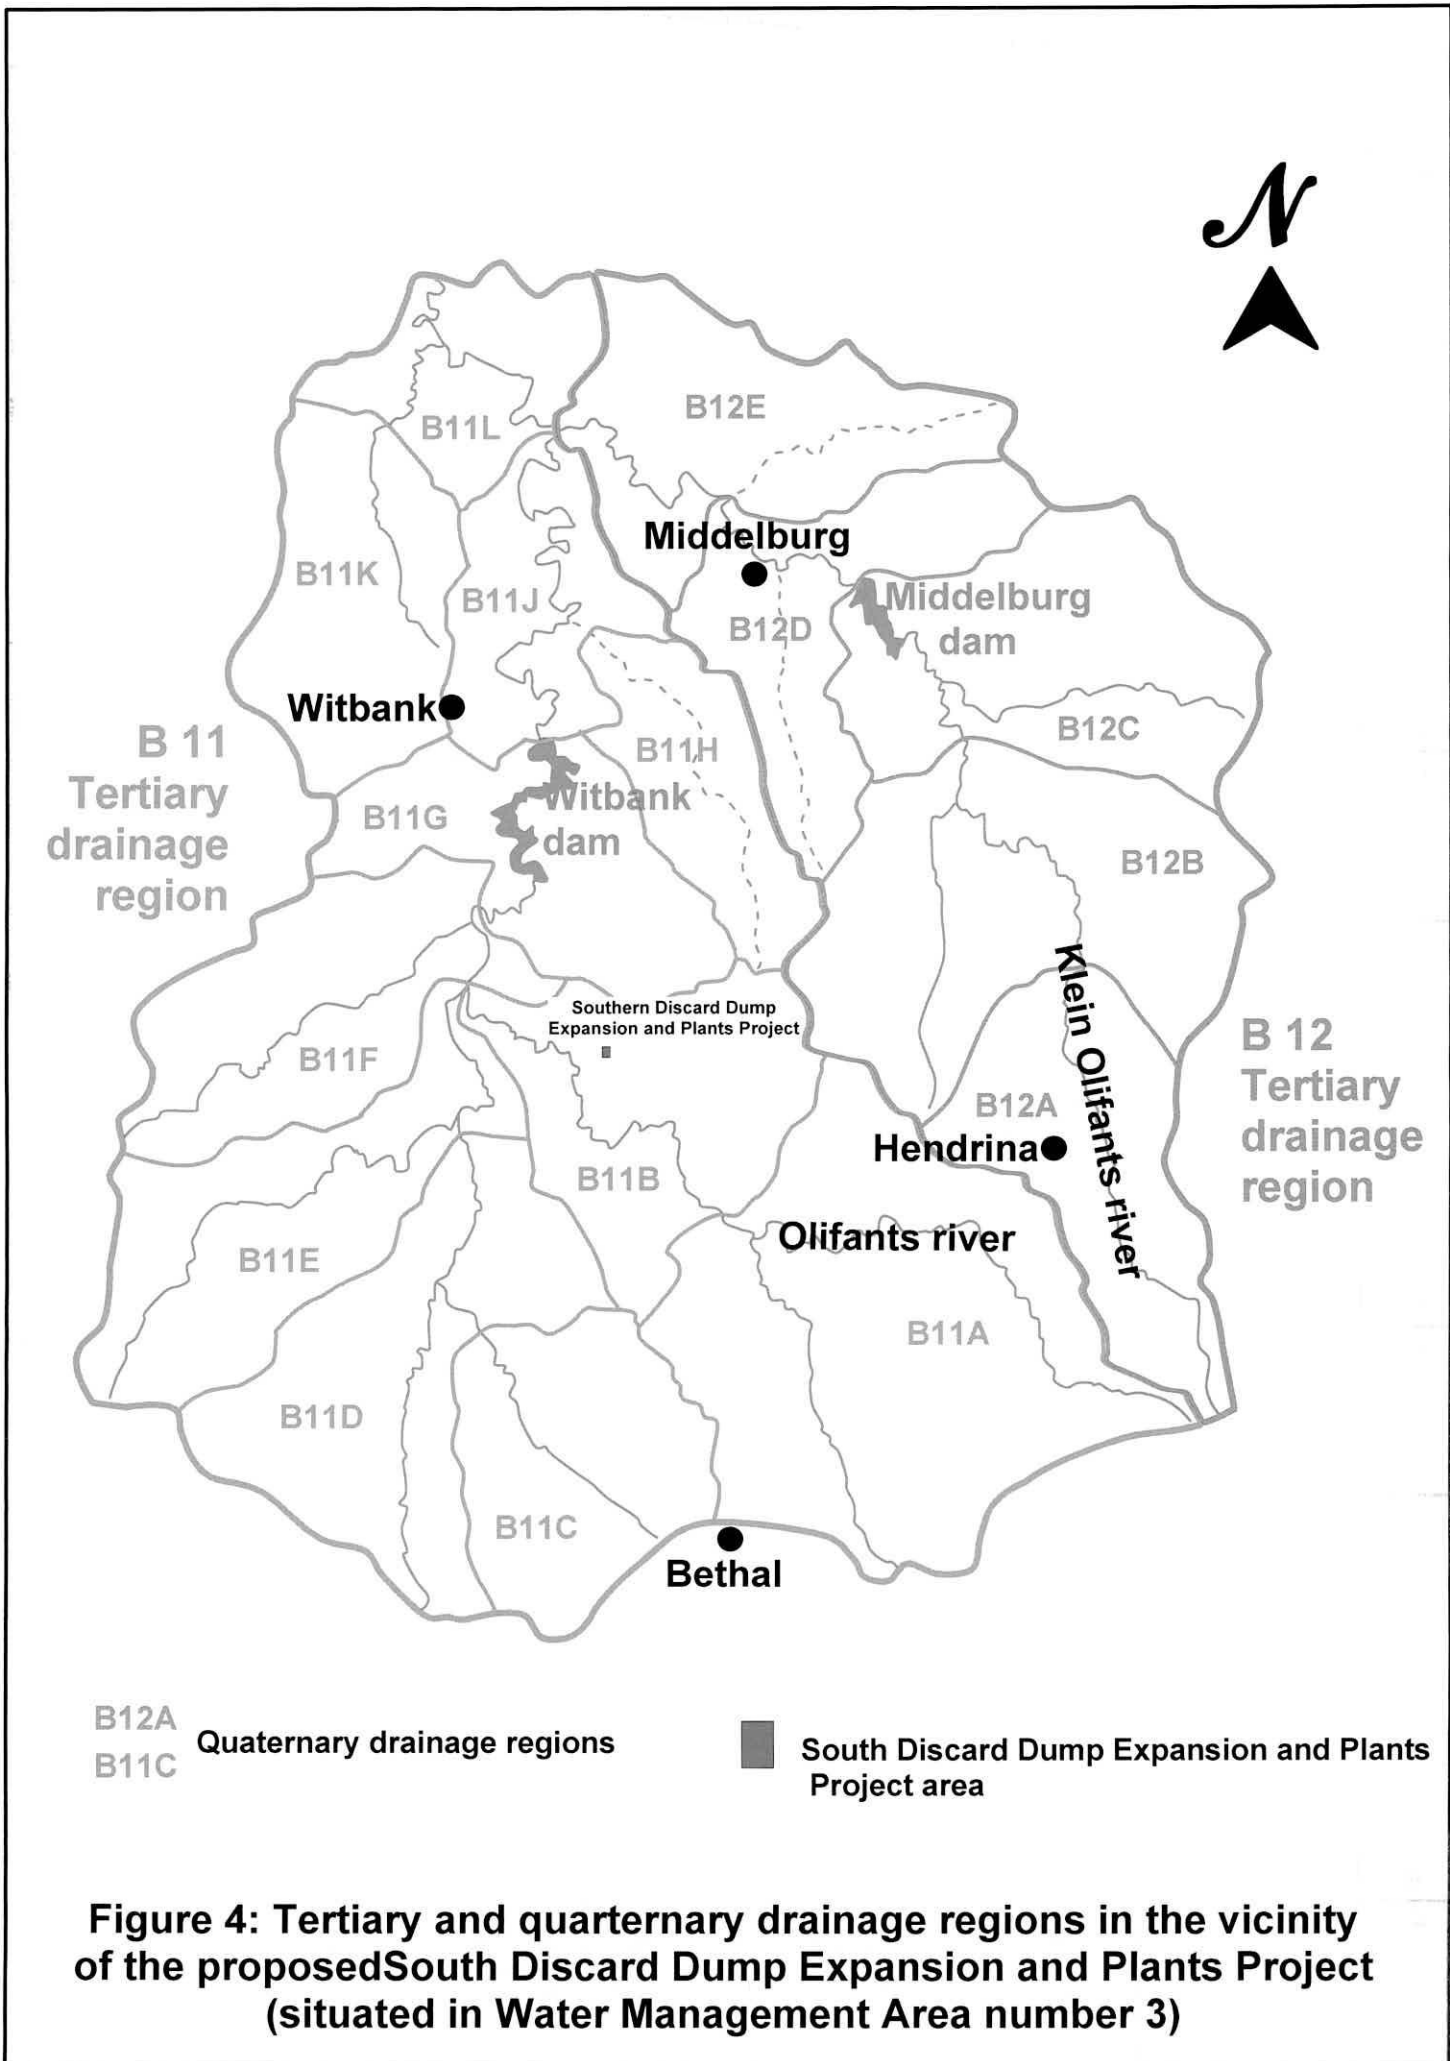 N
B12E
B11L
Middelburg
B11K
B11J
Middelburg
dam
B12D
Witbank
B12C
B 11
Tertiary
drainage
region
B11H
Witbank
dam
B11G
B12B
Klein Olifants river
Southern Discard Dump
Expansion and Plants Project
B11F
B 12
Tertiary
drainage
region
B12A
Hendrina
B11B
Olifants river
B11E
B11A
B11D
B11C
Bethal
B12A
B11C
Quaternary drainage regions
South Discard Dump Expansion and Plants
Project area
Figure 4: Tertiary and quarternary drainage regions in the vicinity
of the proposedSouth Discard Dump Expansion and Plants Project
(situated in Water Management Area number 3)